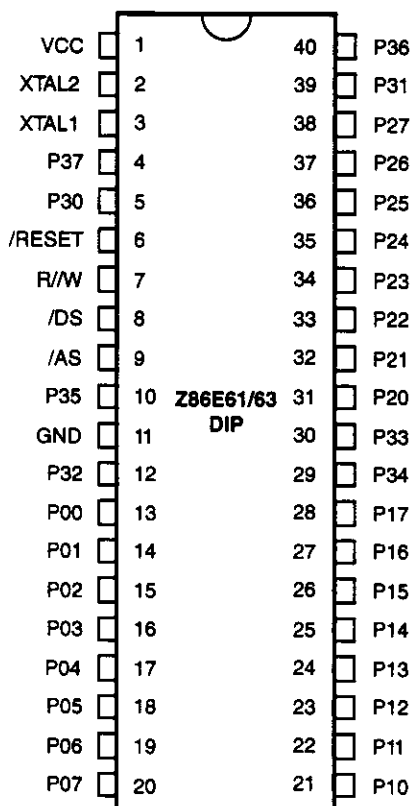 VCC 1 40 P36
XTAL2 2 39 P31
XTAL1 3 38 P27
P37 4 37 P26
P30 5 36 P25
/RESET 6 35 P24
R//W 7 34 P23
/DS 8 33 P22
/AS 9 32 P21
P35 10 Z86E61/63 31 P20
GND 11 DIP 30 P33
P32 12 29 P34
P00 13 28 P17
P01 14 27 P16
P02 15 26 P15
P03 16 25 P14
P04 17 24 P13
P05 18 23 P12
P06 19 22 P11
P07 20 21 P10